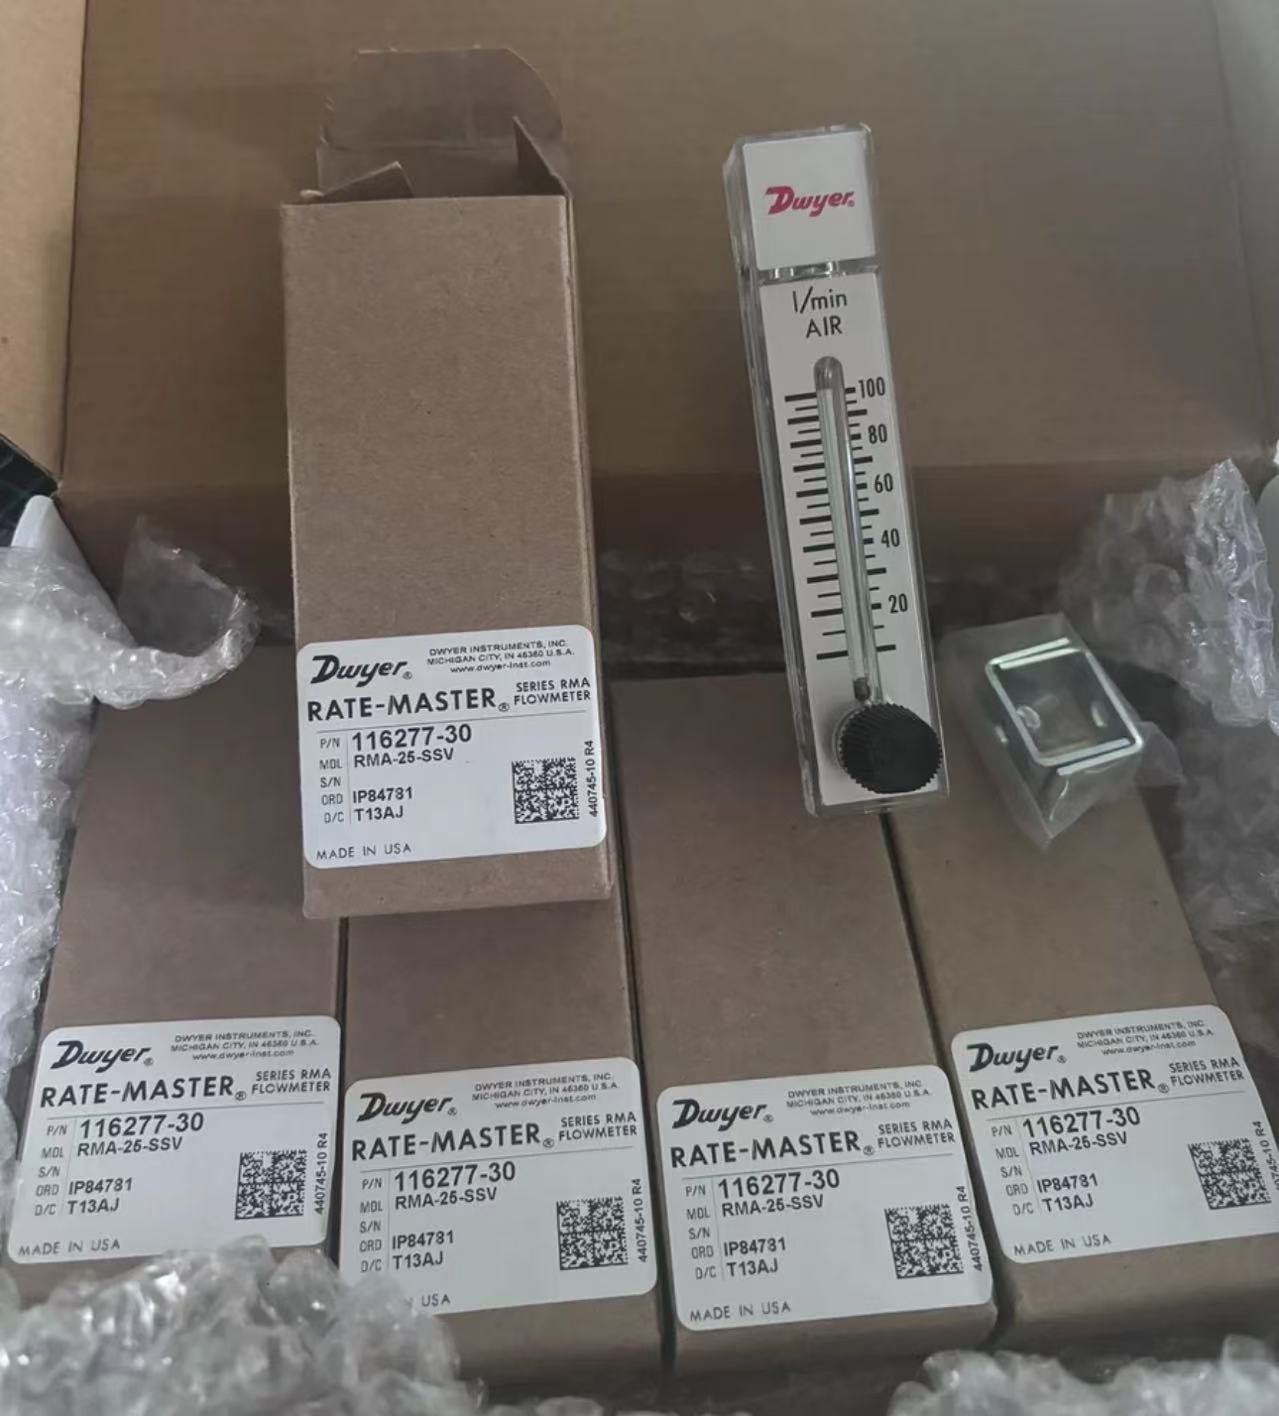 Dwyer®
l/min
AIR
100
80
60
40
20
Dwyer®
DWYER INSTRUMENTS, INC.
MICHIGAN CITY, IN 46360 U.S.A.
www.dwyer-inst.com
RATE-MASTER®
SERIES RMA
FLOWMETER
P/N 116277-30
MDL RMA-25-SSV
S/N
ORD IP84781
D/C T13AJ
MADE IN USA
440745-10 R4
Dwyer®
DWYER INSTRUMENTS, INC.
MICHIGAN CITY, IN 46360 U.S.A.
www.dwyer-inst.com
RATE-MASTER®
SERIES RMA
FLOWMETER
P/N 116277-30
MDL RMA-25-SSV
S/N
ORD IP84781
D/C T13AJ
MADE IN USA
440745-10 R4
Dwyer®
DWYER INSTRUMENTS, INC.
MICHIGAN CITY, IN 46360 U.S.A.
www.dwyer-inst.com
RATE-MASTER®
SERIES RMA
FLOWMETER
P/N 116277-30
MDL RMA-25-SSV
S/N
ORD IP84781
D/C T13AJ
USA
440745-10 R4
Dwyer®
DWYER INSTRUMENTS, INC.
MICHIGAN CITY, IN 46360 U.S.A.
www.dwyer-inst.com
RATE-MASTER®
SERIES RMA
FLOWMETER
P/N 116277-30
MDL RMA-25-SSV
S/N
ORD IP84781
D/C T13AJ
MADE IN USA
440745-10 R4
Dwyer®
DWYER INSTRUMENTS, INC.
MICHIGAN CITY, IN 46360 U.S.A.
www.dwyer-inst.com
RATE-MASTER®
SERIES RMA
FLOWMETER
P/N 116277-30
MDL RMA-25-SSV
S/N
ORD IP84781
D/C T13AJ
MADE IN USA
440745-10 R4